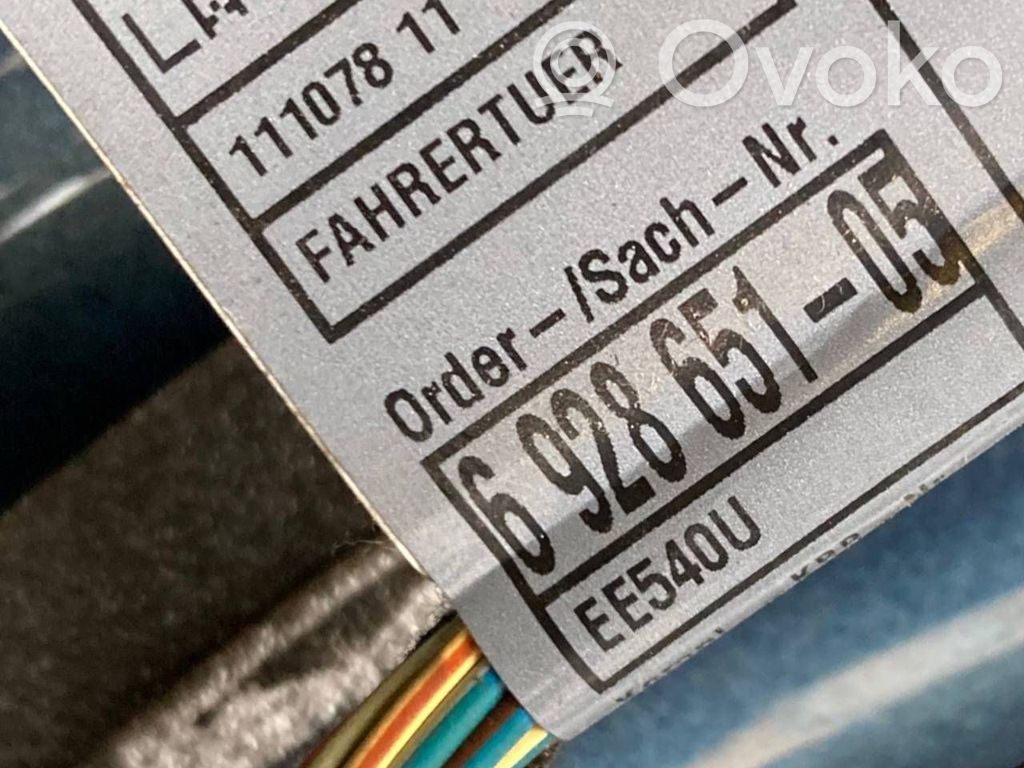 111078 11
FAHRERTUER
Order-/Sach-Nr.
6 928 651-05
EE540U
Ovoko